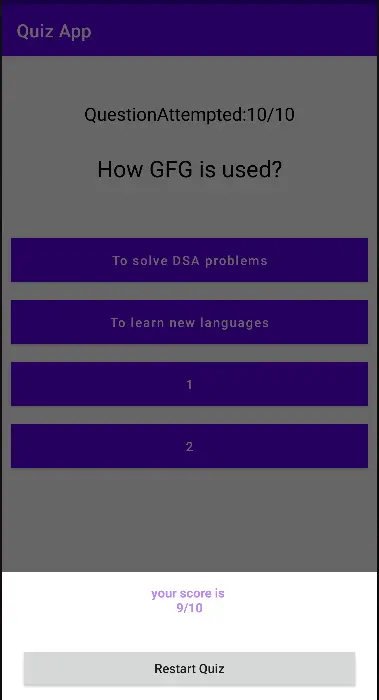 Quiz App
QuestionAttempted:10/10
How GFG is used?
To solve DSA problems
To learn new languages
1
2
your score is
9/10
Restart Quiz